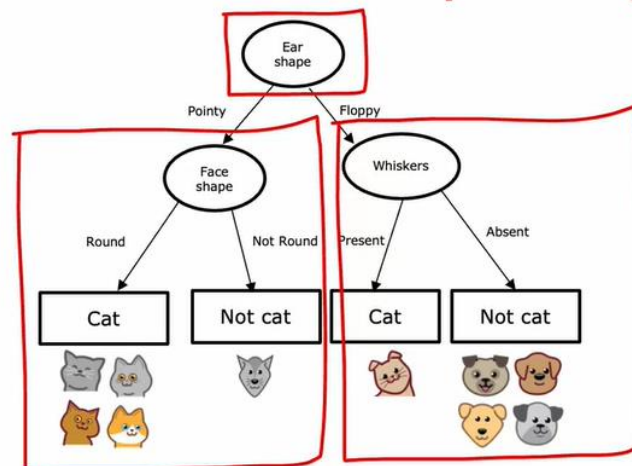 Ear
shape
Pointy
Floppy
Face
shape
Whiskers
Round
Not Round
Present
Absent
Cat
Not cat
Cat
Not cat